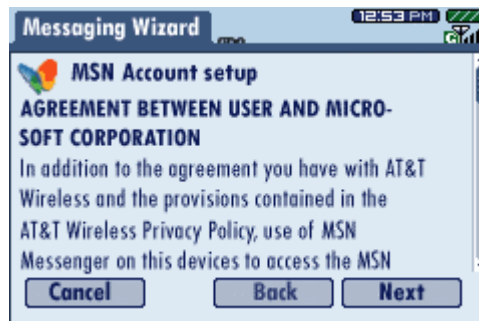 Messaging Wizard
12:53 PM
G
MSN Account setup
AGREEMENT BETWEEN USER AND MICRO-
SOFT CORPORATION
In addition to the agreement you have with AT&T
Wireless and the provisions contained in the
AT&T Wireless Privacy Policy, use of MSN
Messenger on this devices to access the MSN
Cancel Back Next